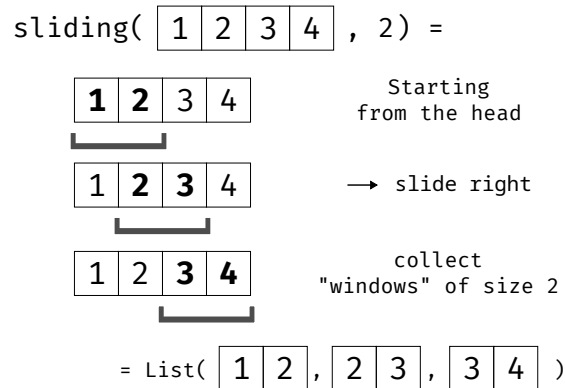 sliding( 1 2 3 4 , 2) =
1 2 3 4
Starting
from the head
1 2 3 4
→ slide right
1 2 3 4
collect
"windows" of size 2
= List( 1 2 , 2 3 , 3 4 )